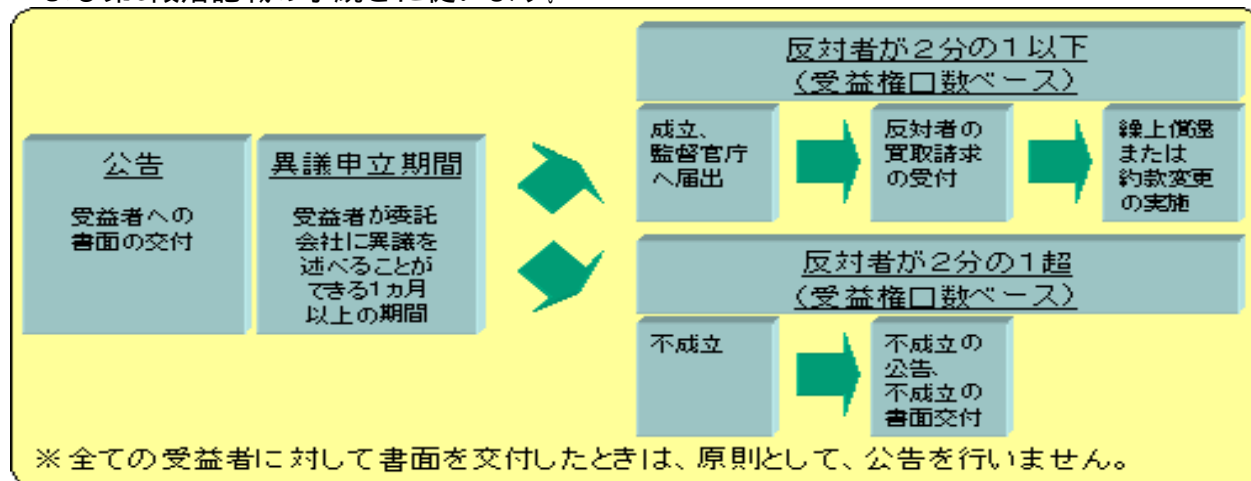 公告
受益者への
書面の交付
異議申立期間
受益者が委託
会社に異議を
述べることが
できる1カ月
以上の期間
反対者が２分の１以下
（受益権口数ベース）
成立、
監督官庁
へ届出
反対者の
買取請求
の受付
繰上償還
または
約款変更
の実施
反対者が２分の１超
（受益権口数ベース）
不成立
不成立の
公告、
不成立の
書面交付
※全ての受益者に対して書面を交付したときは、原則として、公告を行いません。